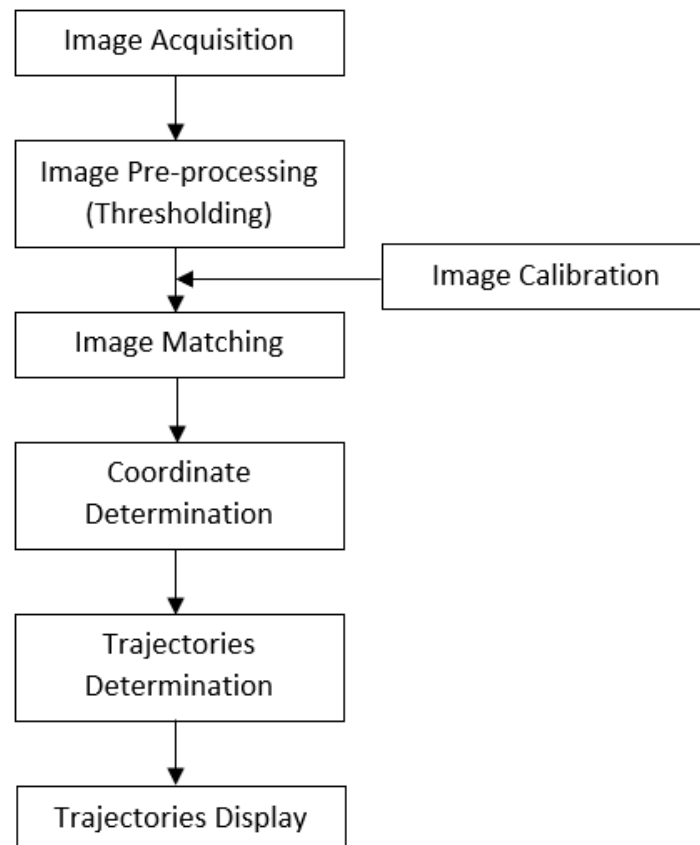 Image Acquisition
Image Pre-processing
(Thresholding)
Image Calibration
Image Matching
Coordinate
Determination
Trajectories
Determination
Trajectories Display